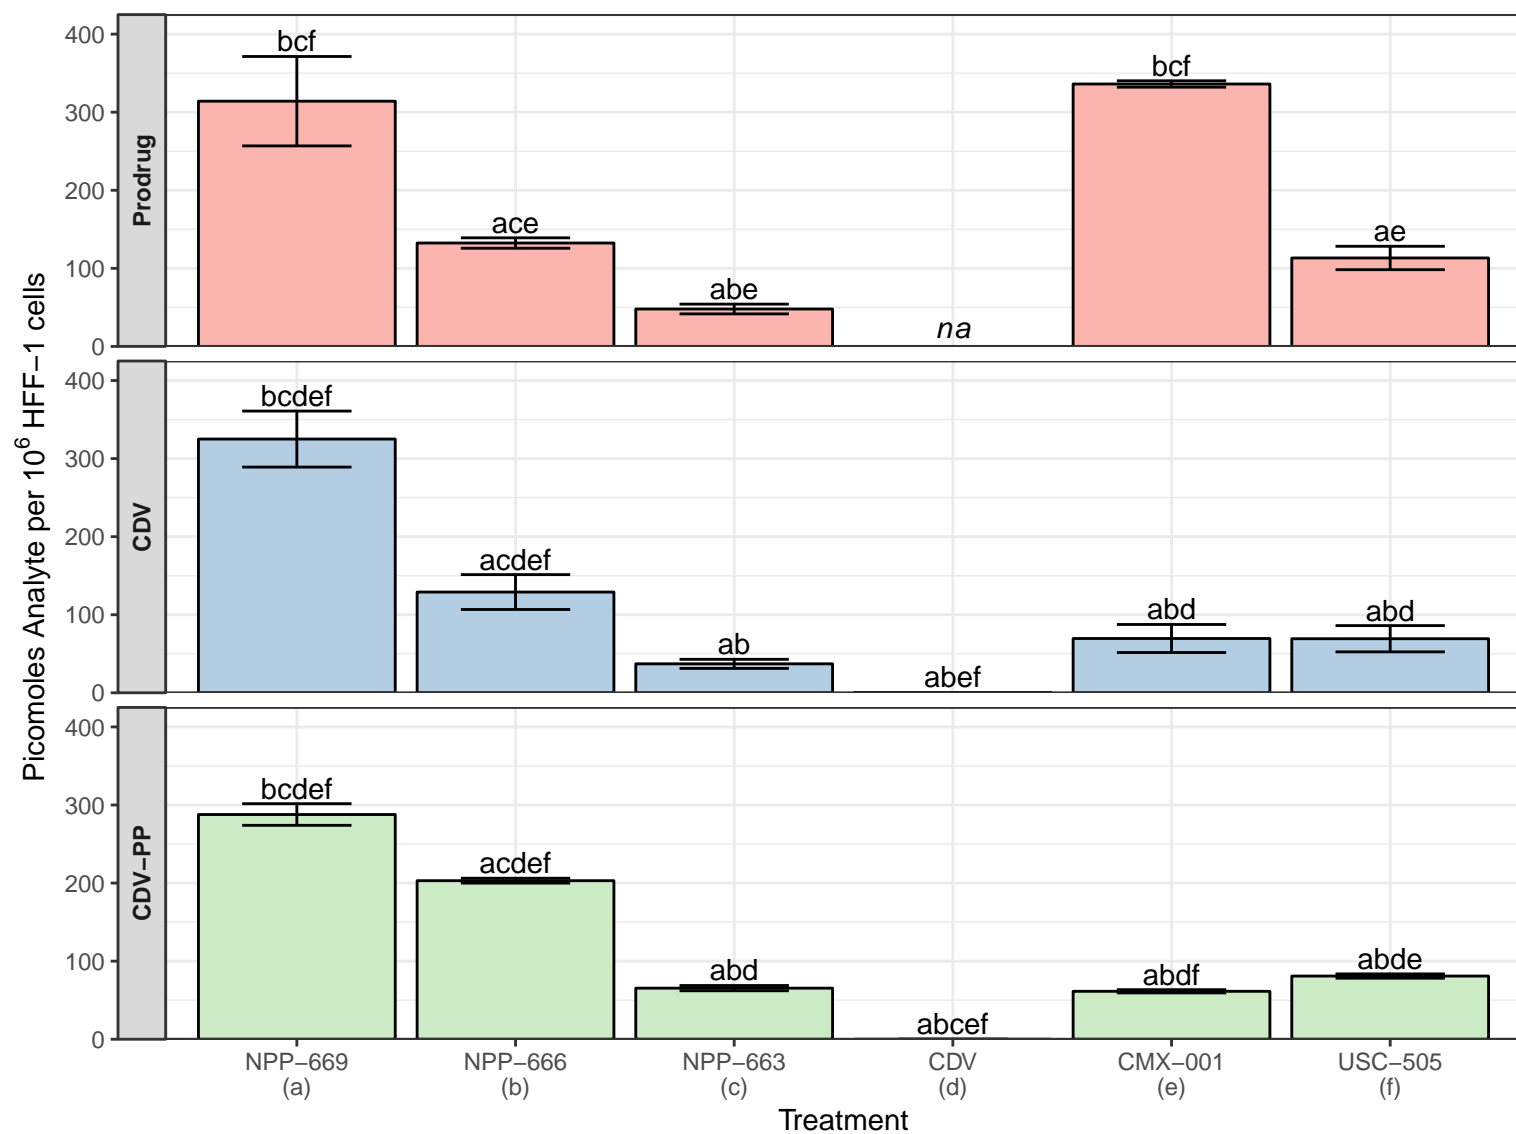 Picomoles Analyte per 10⁶ HFF−1 cells
Prodrug
400
300
200
100
0
bcf
ace
abe
na
bcf
ae
CDV
400
300
200
100
0
bcdef
acdef
ab
abef
abd
abd
CDV−PP
400
300
200
100
0
bcdef
acdef
abd
abcef
abdf
abde
NPP−669 NPP−666 NPP−663 CDV CMX−001 USC−505
(a) (b) (c) (d) (e) (f)
Treatment